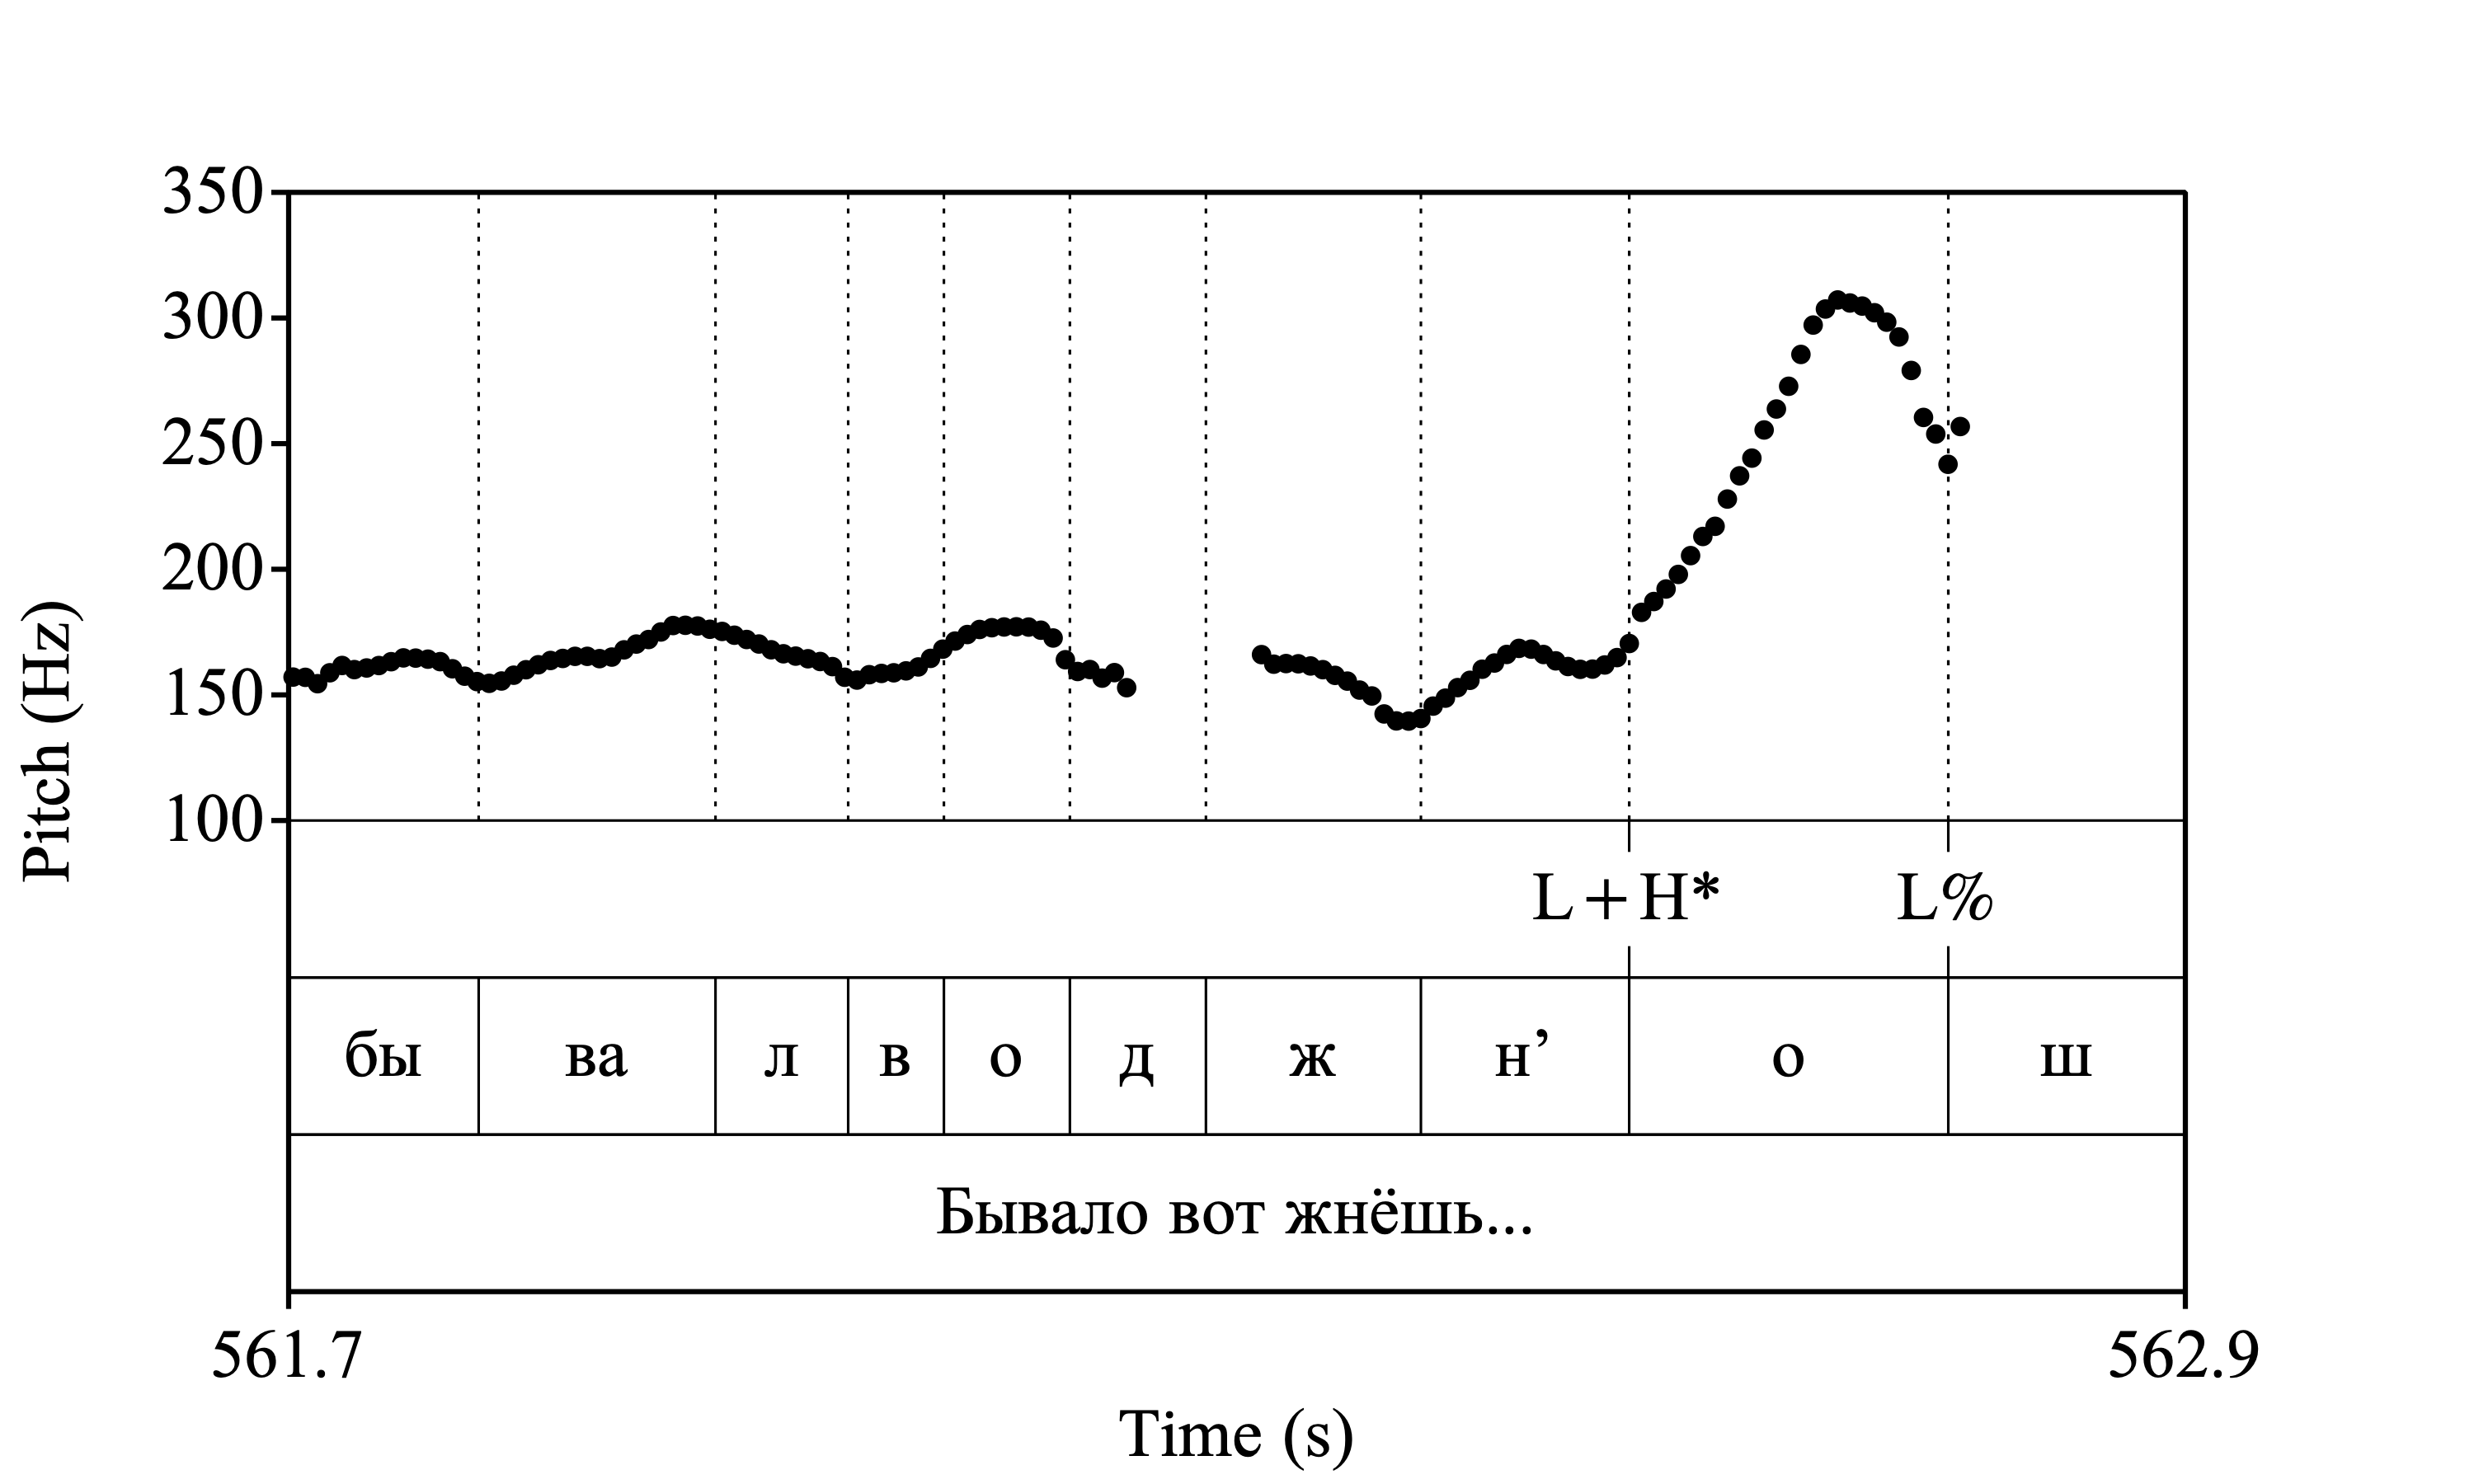 350
300
250
200
150
100
Pitch (Hz)
L+H* L%
бы ва л в о д ж н’ о ш
Бывало вот жнёшь...
561.7 562.9
Time (s)